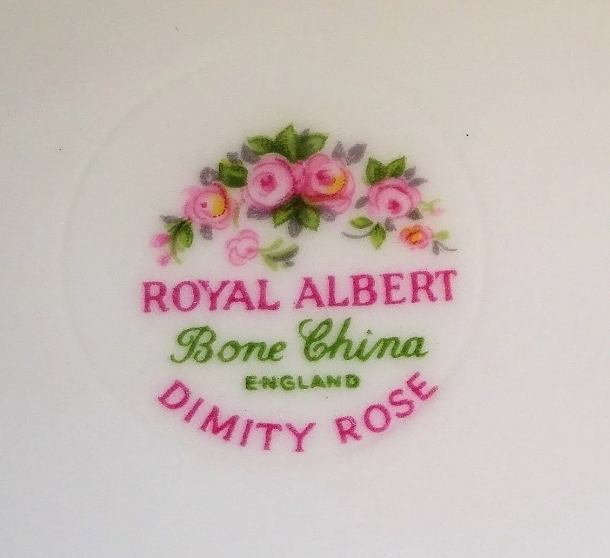 ROYAL ALBERT
Bone China
ENGLAND
DIMITY ROSE